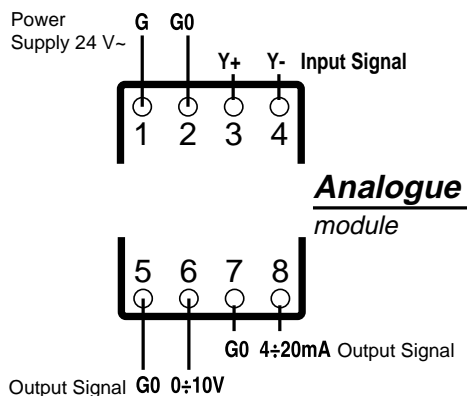 Power
Supply 24 V~
G G0
Y+ Y- Input Signal
1 2 3 4
Analogue
module
5 6 7 8
G0 4÷20mA Output Signal
Output Signal G0 0÷10V